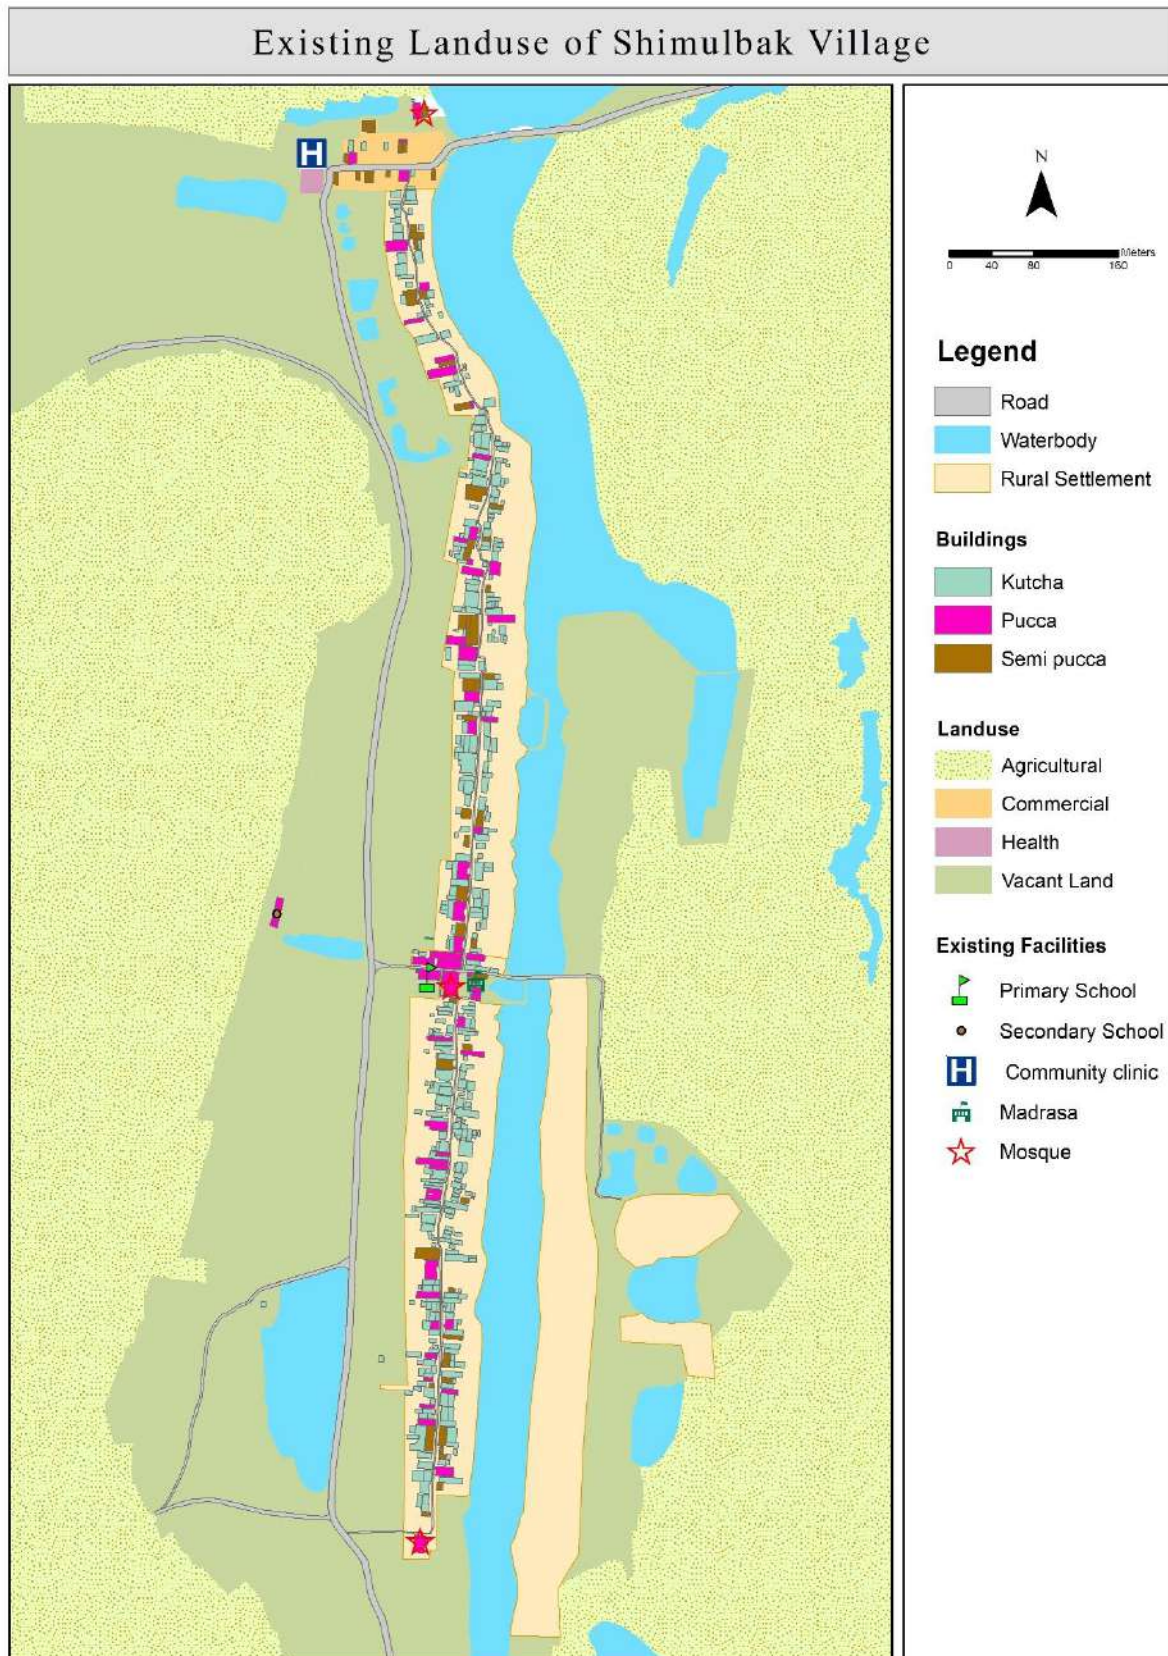 Existing Landuse of Shimulbak Village
H
N
Meters
0 40 80 160
Legend
Road
Waterbody
Rural Settlement
Buildings
Kutcha
Pucca
Semi pucca
Landuse
Agricultural
Commercial
Health
Vacant Land
Existing Facilities
Primary School
Secondary School
H Community clinic
Madrasa
Mosque